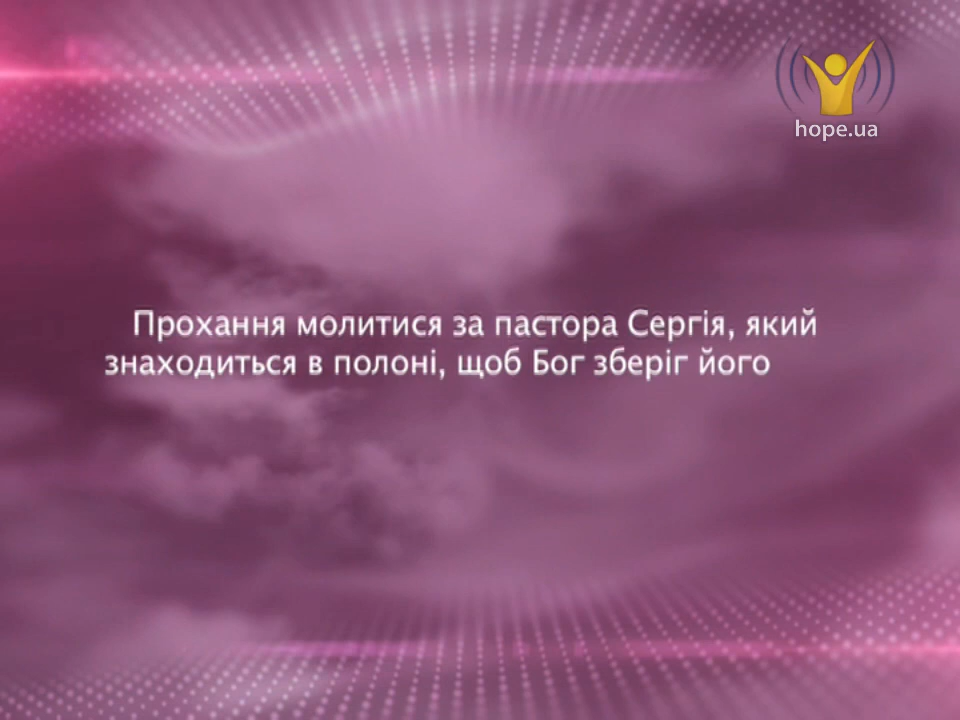 hope.ua
Прохання молитися за пастора Сергія, який
знаходиться в полоні, щоб Бог зберіг його